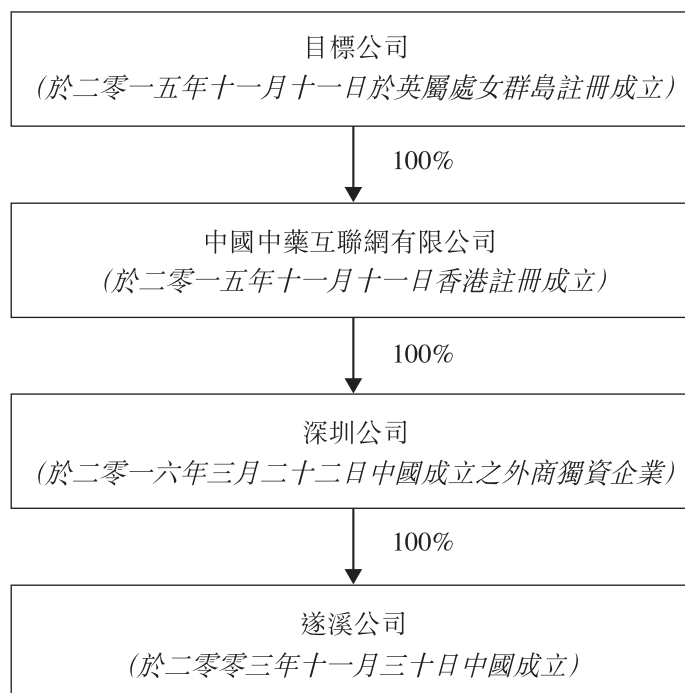 目標公司
(於二零一五年十一月十一日於英屬處女群島註冊成立)
100%
中國中藥互聯網有限公司
(於二零一五年十一月十一日香港註冊成立)
100%
深圳公司
(於二零一六年三月二十二日中國成立之外商獨資企業)
100%
遂溪公司
(於二零零三年十一月三十日中國成立)